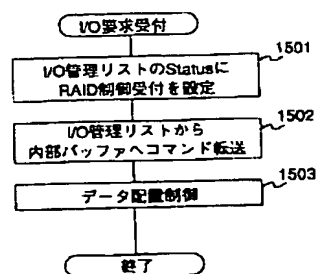 I/O要求受付
1501
I/O管理リストのStatusに
RAID制御受付を設定
1502
I/O管理リストから
内部バッファへコマンド転送
1503
データ配置制御
終了